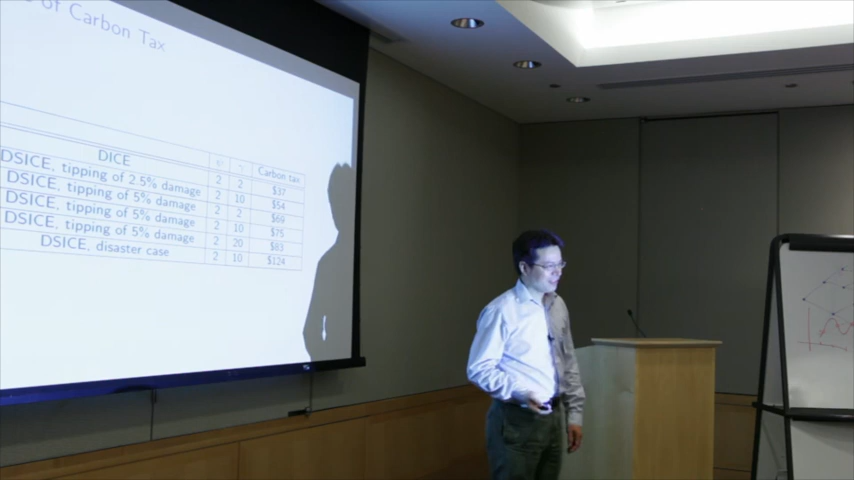 of Carbon Tax
Carbon tax
DICE 2 2 $37
DSICE, tipping of 2.5% damage 2 10 $54
DSICE, tipping of 5% damage 2 2 $69
DSICE, tipping of 5% damage 2 10 $75
DSICE, tipping of 5% damage 2 20 $83
DSICE, disaster case 2 10 $124